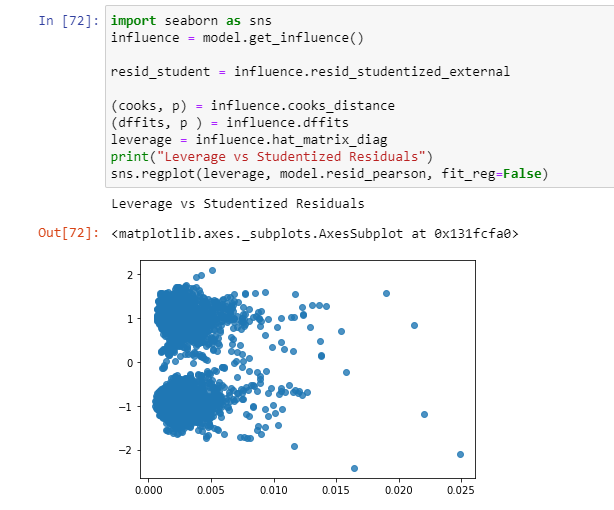 In [72]: import seaborn as sns
influence = model.get_influence()
resid_student = influence.resid_studentized_external
(cooks, p) = influence.cooks_distance
(dffits, p ) = influence.dffits
leverage = influence.hat_matrix_diag
print("Leverage vs Studentized Residuals")
sns.regplot(leverage, model.resid_pearson, fit_reg=False)
Leverage vs Studentized Residuals
Out[72]: <matplotlib.axes._subplots.AxesSubplot at 0x131fcfa0>
2
1
0
−1
−2
0.000 0.005 0.010 0.015 0.020 0.025